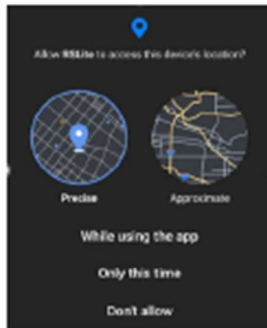 Allow RSLite to access this device's location?
Precise Approximate
While using the app
Only this time
Don't allow